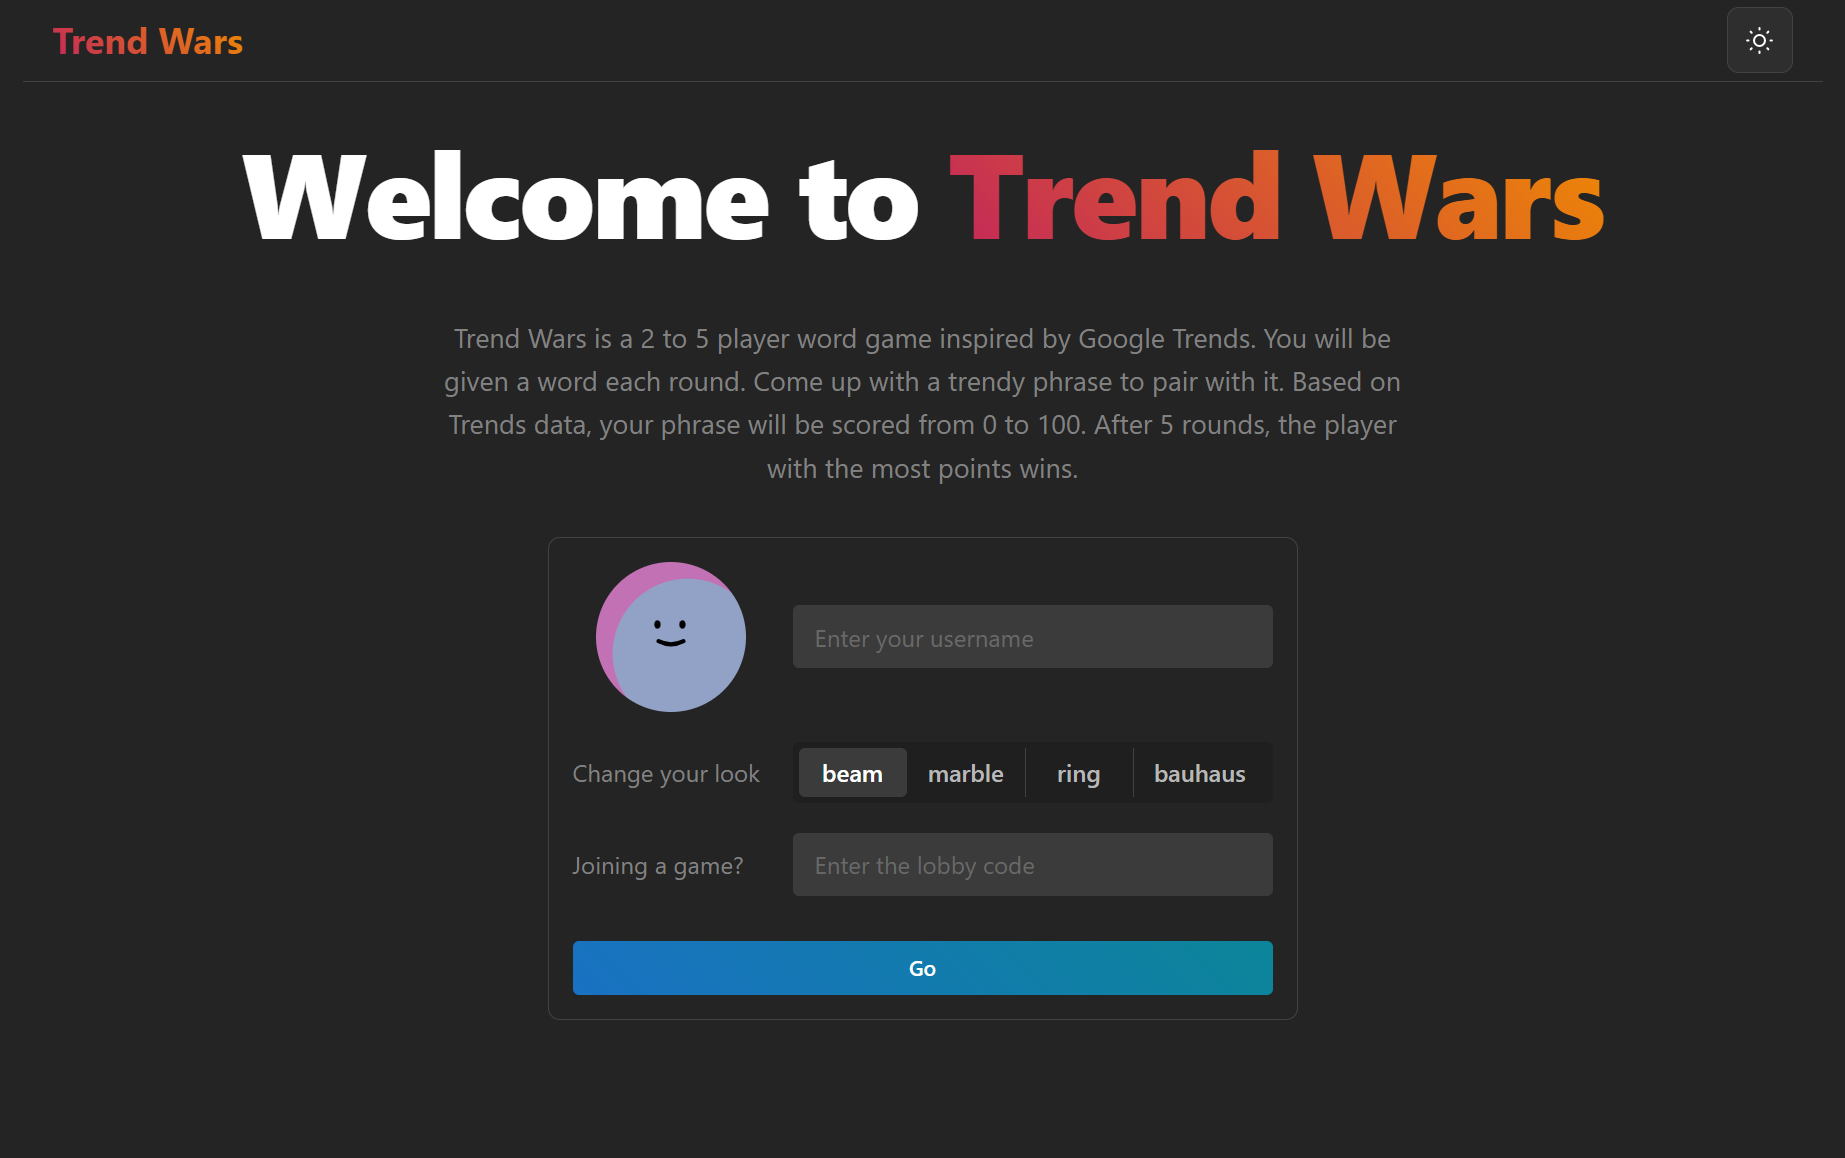 Trend Wars
Welcome to Trend Wars
Trend Wars is a 2 to 5 player word game inspired by Google Trends. You will be
given a word each round. Come up with a trendy phrase to pair with it. Based on
Trends data, your phrase will be scored from 0 to 100. After 5 rounds, the player
with the most points wins.
Enter your username
Change your look beam marble ring bauhaus
Joining a game? Enter the lobby code
Go